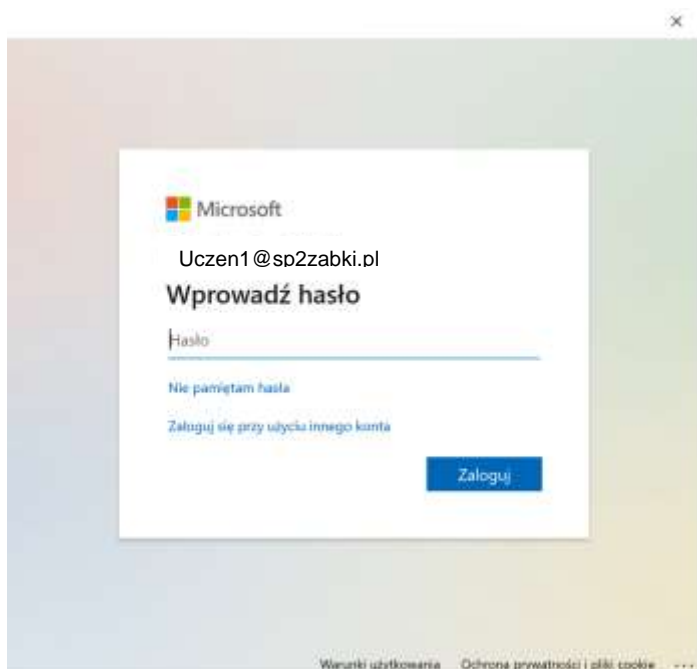 Microsoft
Uczen1@sp2zabki.pl
Wprowadź hasło
Hasło
Nie pamiętam hasła
Zaloguj się przy użyciu innego konta
Zaloguj
Warunki użytkowania Ochrona prywatności i pliki cookie ...